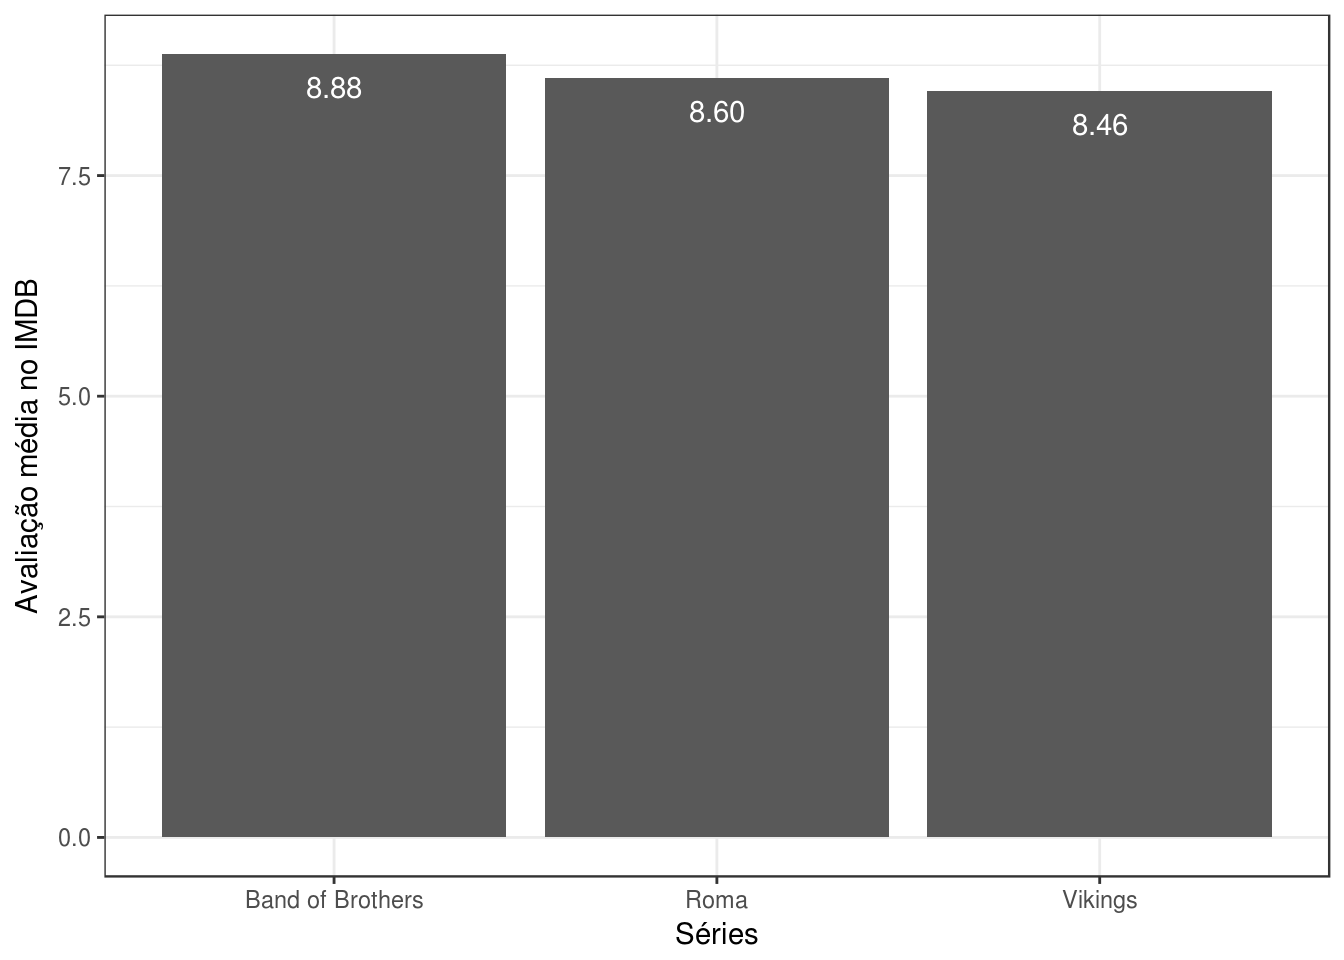 8.88
8.60
8.46
7.5
5.0
2.5
0.0
Avaliação média no IMDB
Band of Brothers
Roma
Vikings
Séries